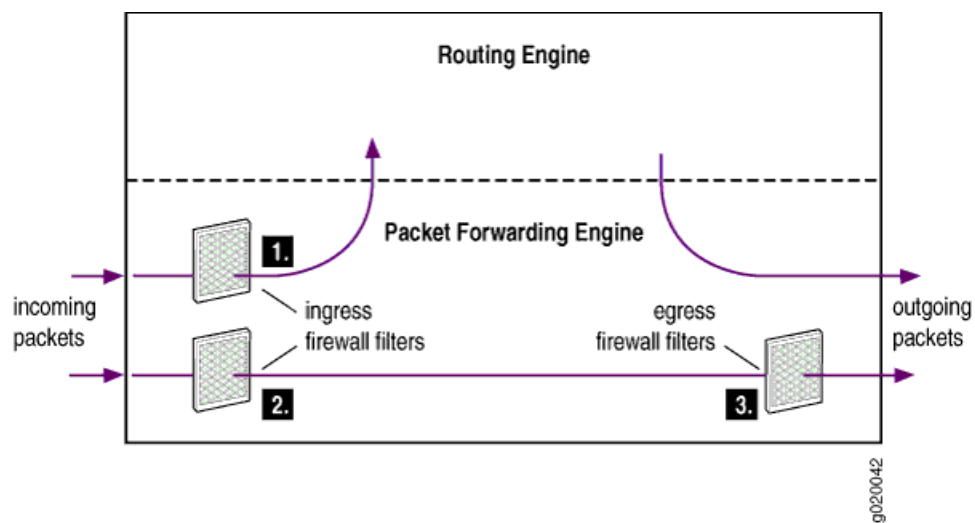 Routing Engine
Packet Forwarding Engine
1.
incoming
packets
ingress
firewall filters
egress
firewall filters
outgoing
packets
2.
3.
g020042